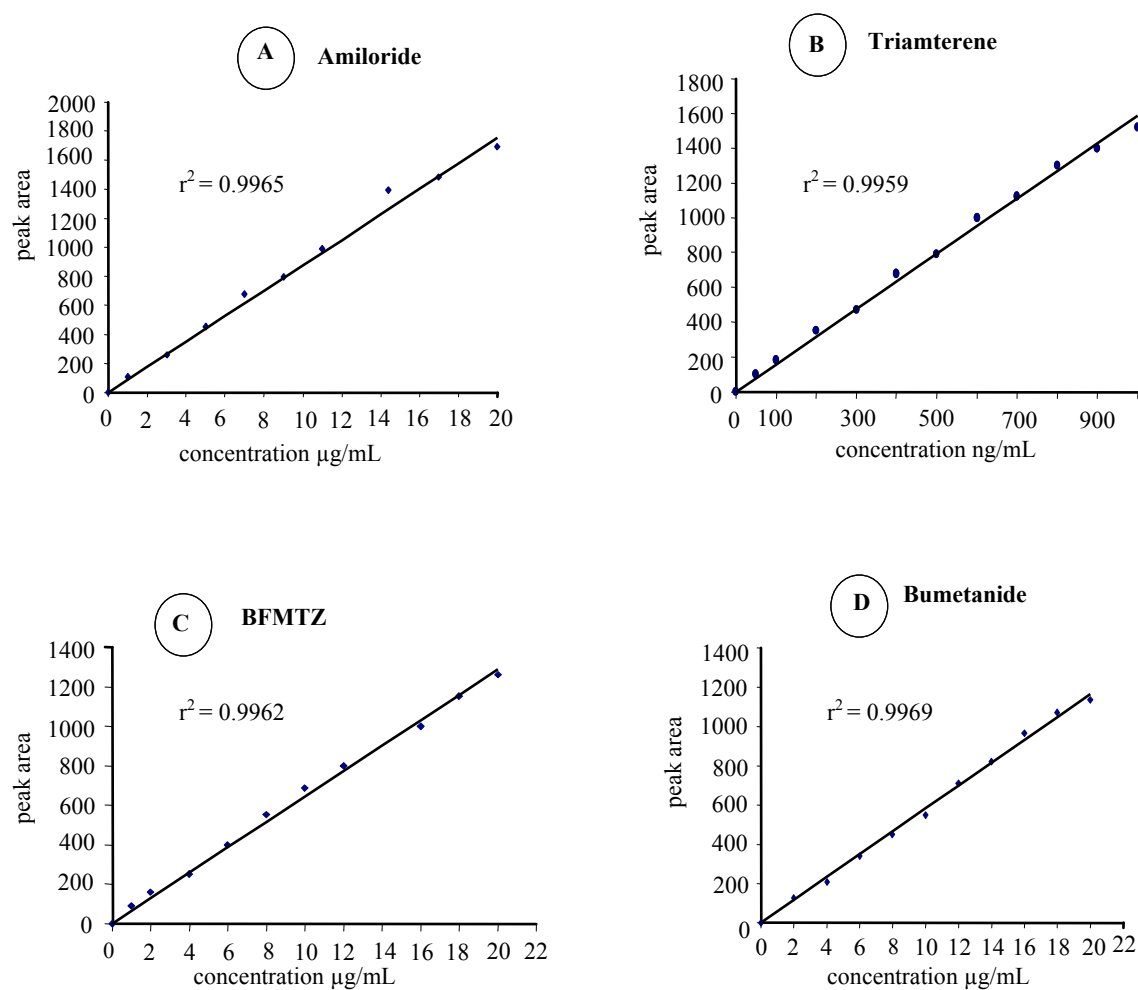 A Amiloride
2000
1800
1600
1400
1200
1000
800
600
400
200
0
peak area
r² = 0.9965
0 2 4 6 8 10 12 14 16 18 20
concentration µg/mL
B Triamterene
1800
1600
1400
1200
1000
800
600
400
200
0
peak area
r² = 0.9959
0 100 300 500 700 900
concentration ng/mL
C BFMTZ
1400
1200
1000
800
600
400
200
0
peak area
r² = 0.9962
0 2 4 6 8 10 12 14 16 18 20 22
concentration µg/mL
D Bumetanide
1400
1200
1000
800
600
400
200
0
peak area
r² = 0.9969
0 2 4 6 8 10 12 14 16 18 20 22
concentration µg/mL